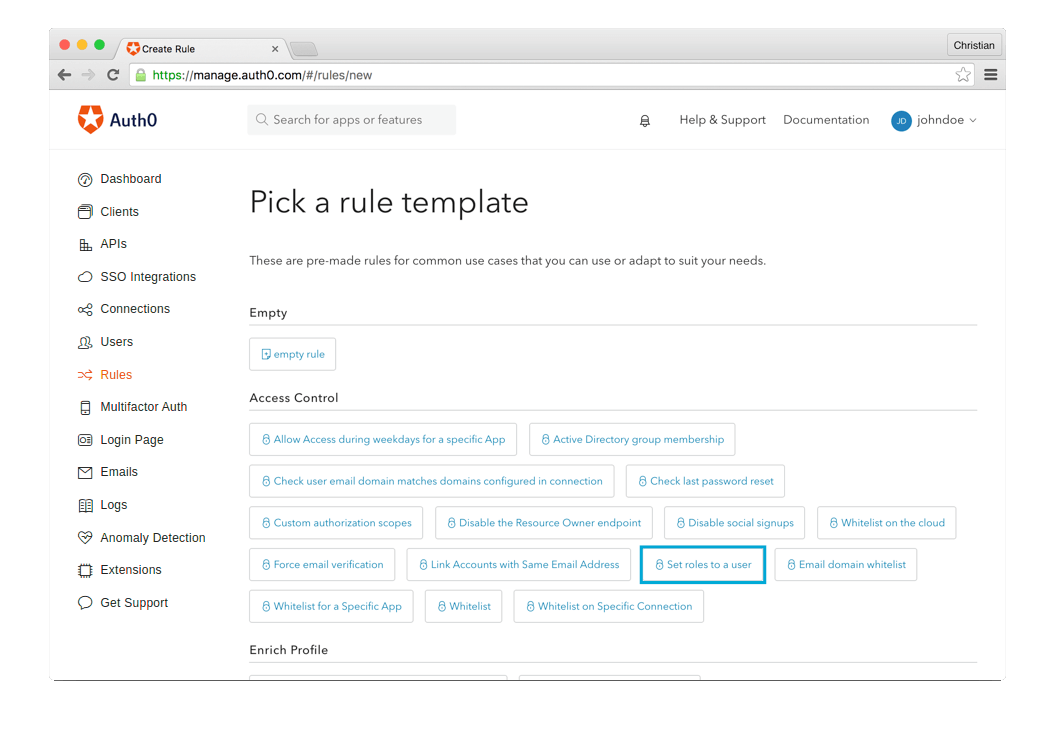 Create Rule
Christian
https://manage.auth0.com/#/rules/new
Auth0
Search for apps or features
Help & Support
Documentation
JD
johndoe
Dashboard
Clients
APIs
SSO Integrations
Connections
Users
Rules
Multifactor Auth
Login Page
Emails
Logs
Anomaly Detection
Extensions
Get Support
Pick a rule template
These are pre-made rules for common use cases that you can use or adapt to suit your needs.
Empty
empty rule
Access Control
Allow Access during weekdays for a specific App
Active Directory group membership
Check user email domain matches domains configured in connection
Check last password reset
Custom authorization scopes
Disable the Resource Owner endpoint
Disable social signups
Whitelist on the cloud
Force email verification
Link Accounts with Same Email Address
Set roles to a user
Email domain whitelist
Whitelist for a Specific App
Whitelist
Whitelist on Specific Connection
Enrich Profile